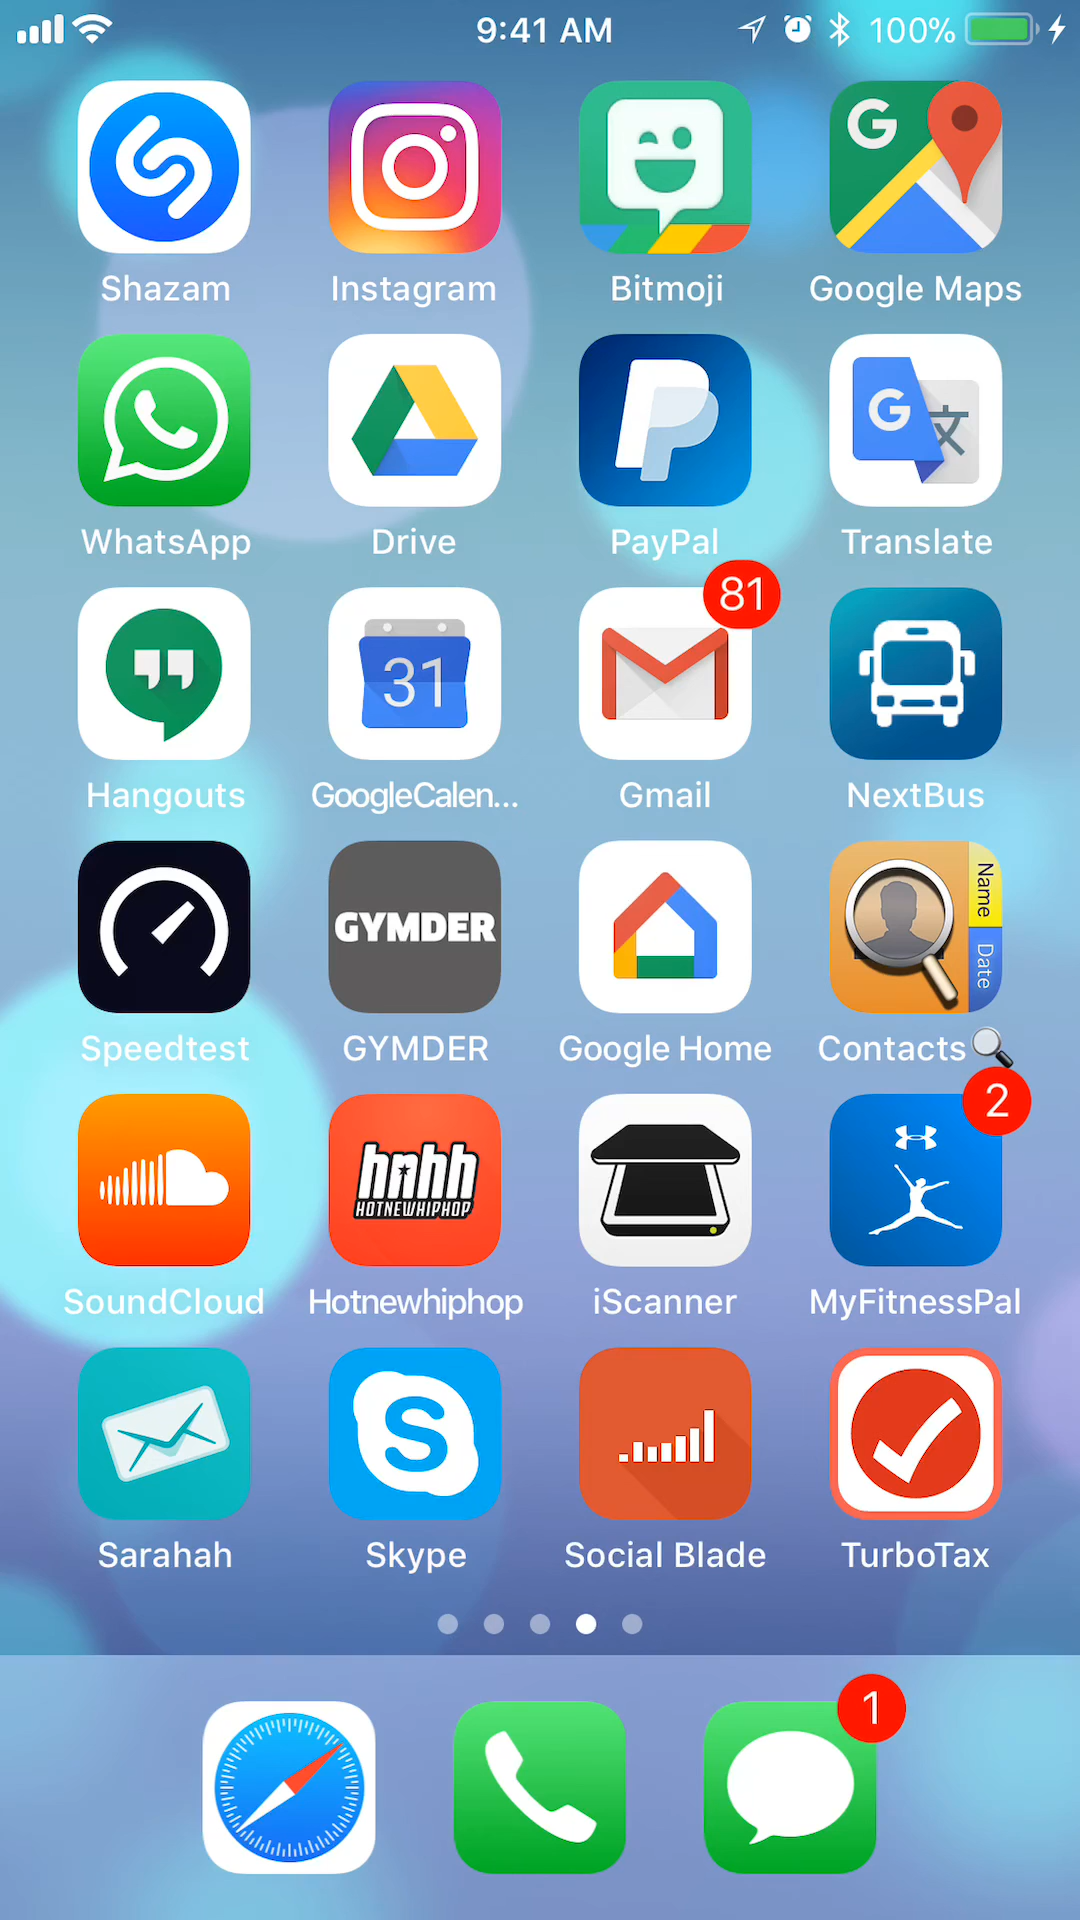 9:41 AM 100%
Shazam Instagram Bitmoji Google Maps
WhatsApp Drive PayPal Translate
81
31
Hangouts GoogleCalen... Gmail NextBus
GYMDER
Name
Date
Speedtest GYMDER Google Home Contacts🔍
2
hnhh
HOTNEWHIPHOP
SoundCloud Hotnewhiphop iScanner MyFitnessPal
Sarahah Skype Social Blade TurboTax
1